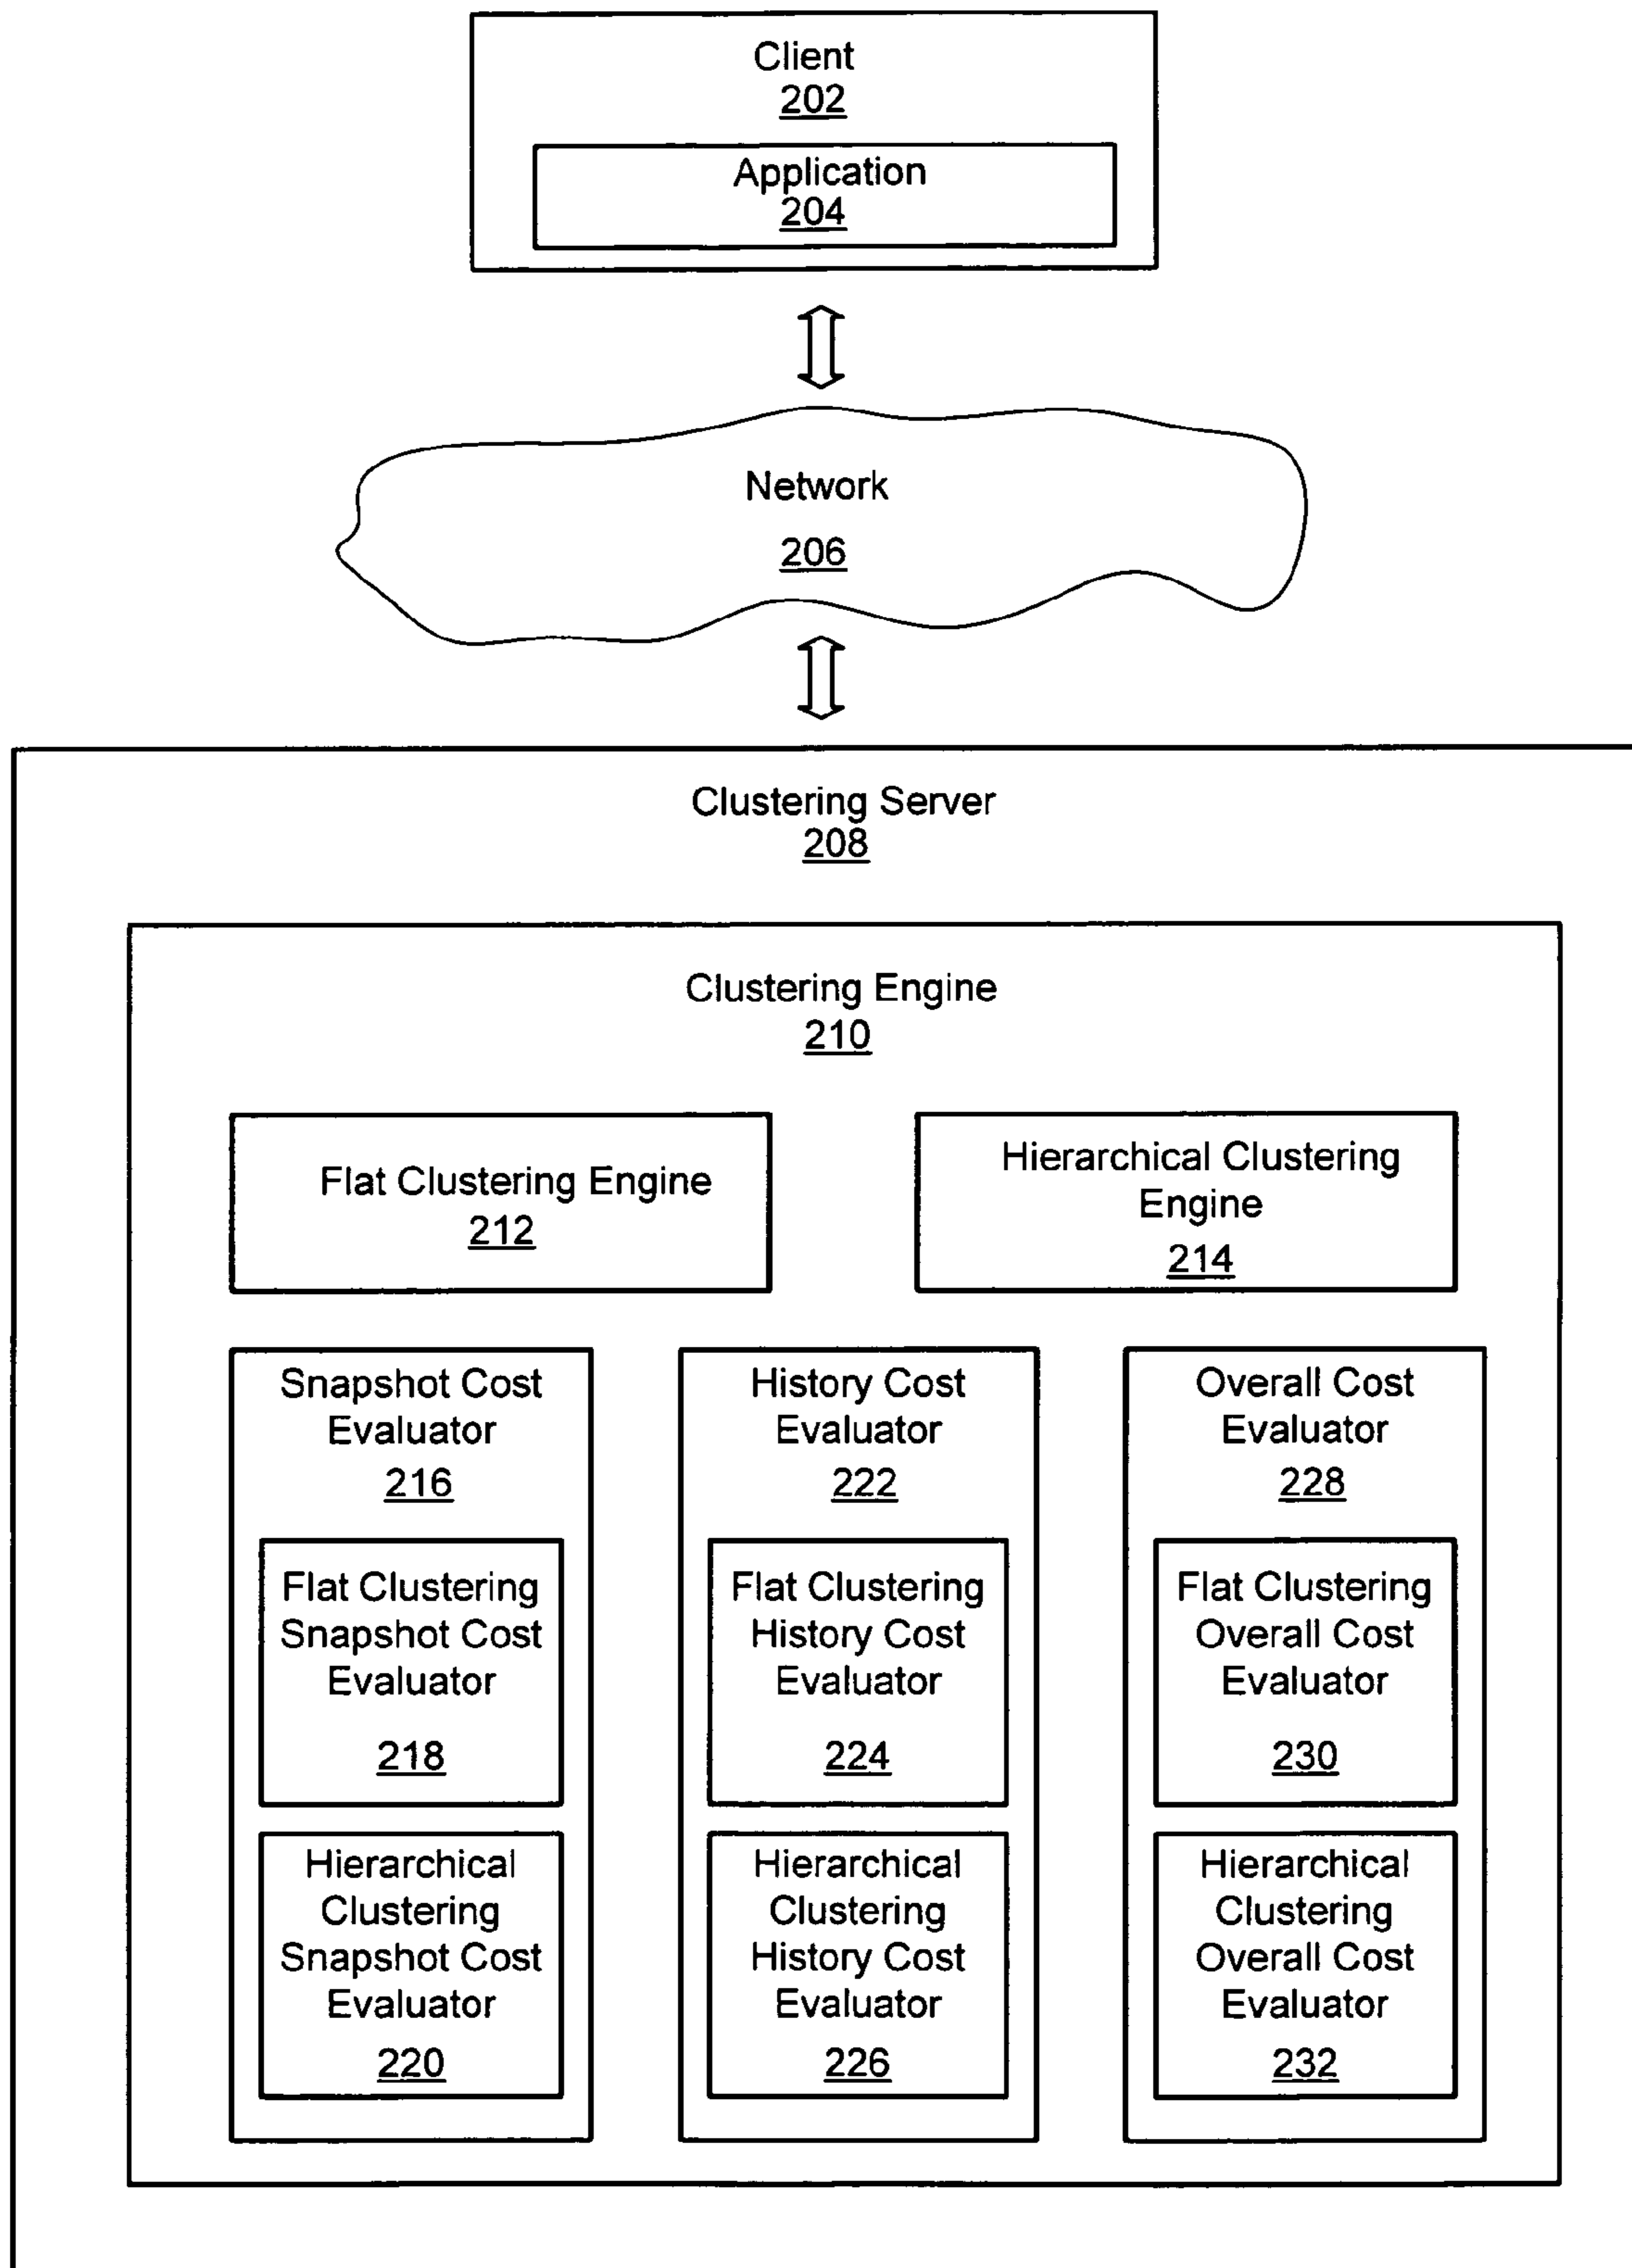 Client
202
Application
204
Network
206
Clustering Server
208
Clustering Engine
210
Flat Clustering Engine
212
Hierarchical Clustering
Engine
214
Snapshot Cost
Evaluator
216
Flat Clustering
Snapshot Cost
Evaluator
218
Hierarchical
Clustering
Snapshot Cost
Evaluator
220
History Cost
Evaluator
222
Flat Clustering
History Cost
Evaluator
224
Hierarchical
Clustering
History Cost
Evaluator
226
Overall Cost
Evaluator
228
Flat Clustering
Overall Cost
Evaluator
230
Hierarchical
Clustering
Overall Cost
Evaluator
232